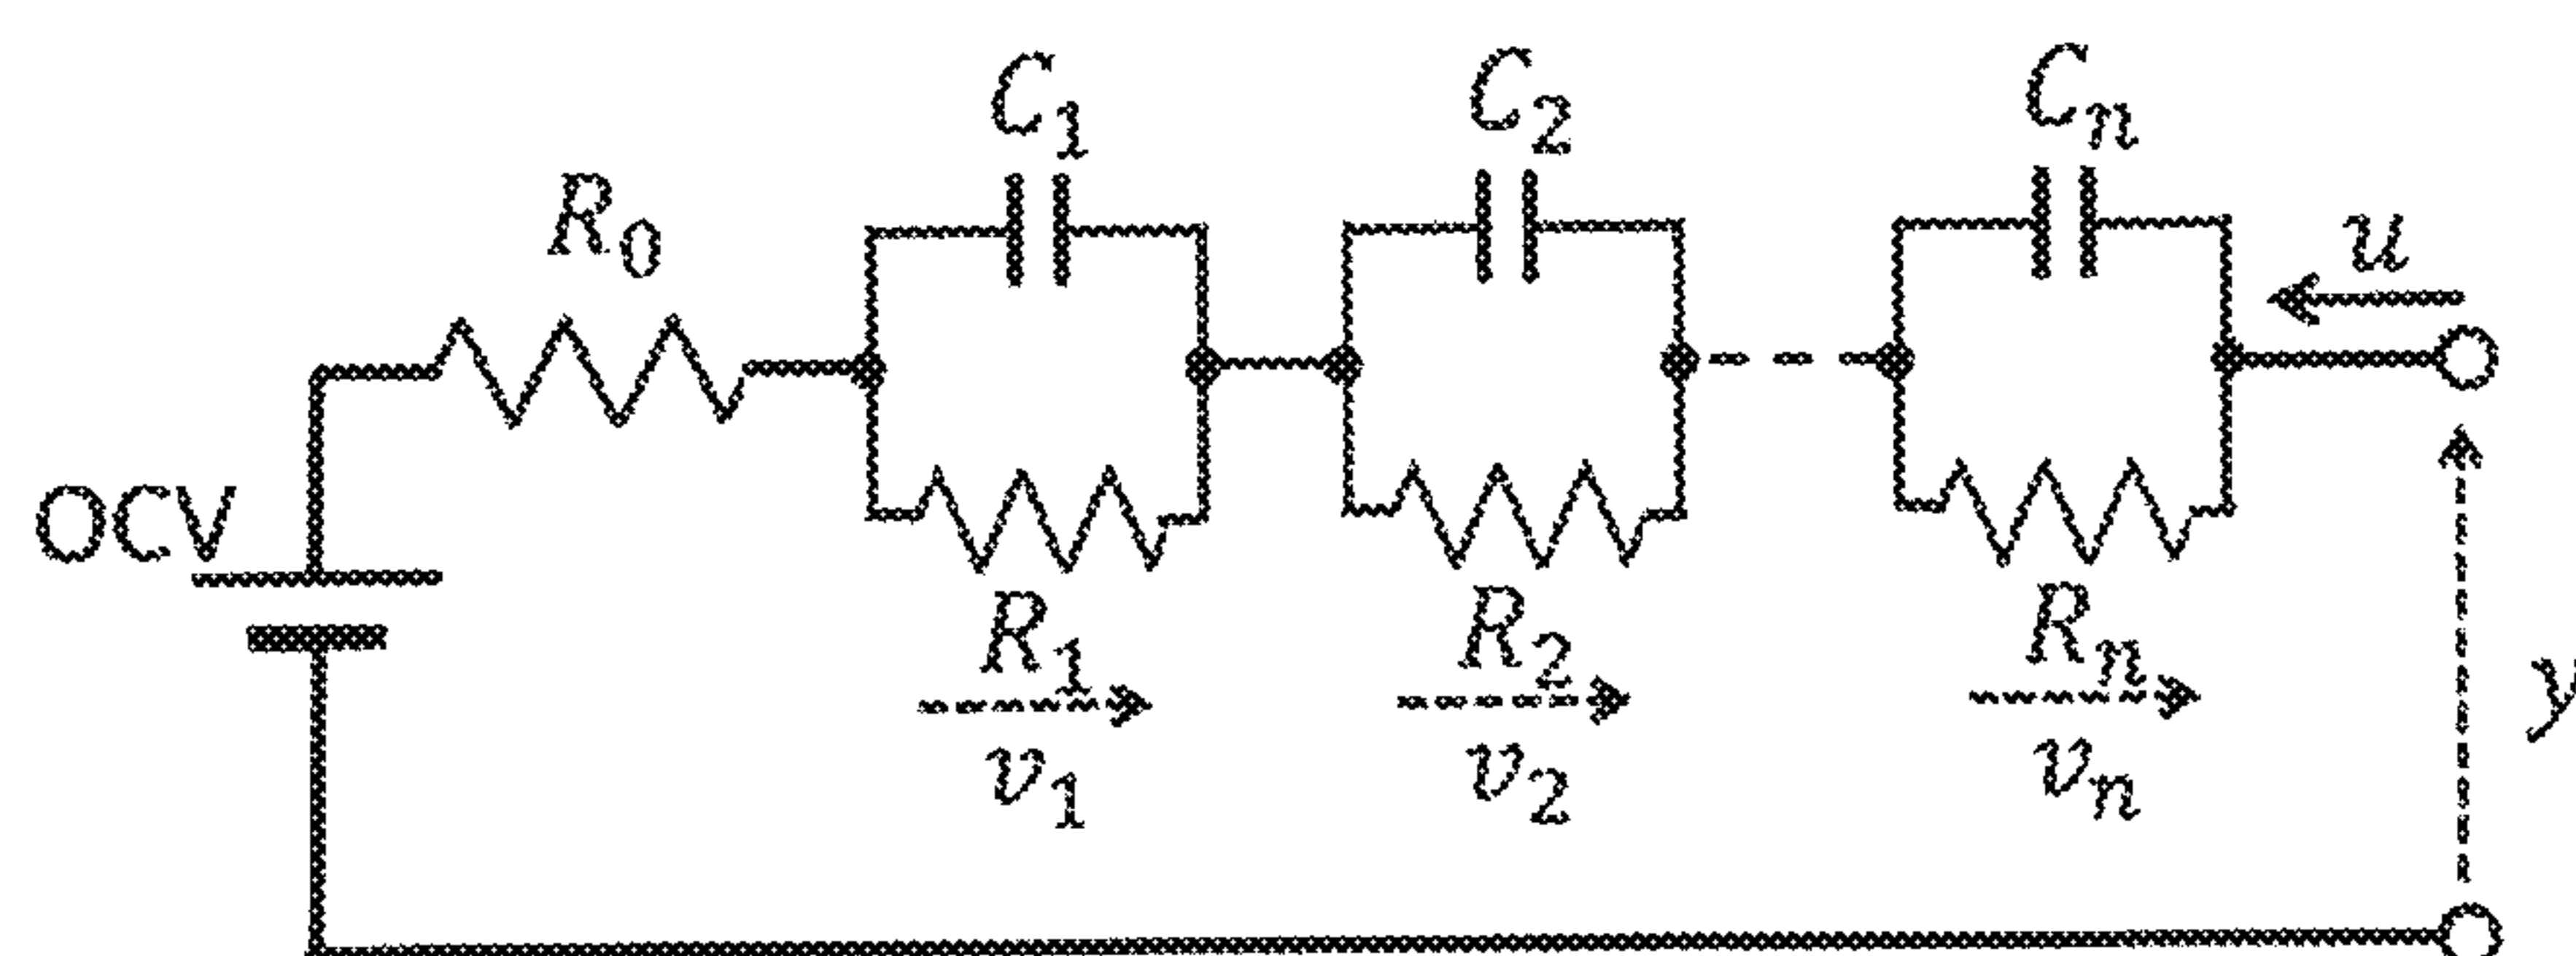 C₁ C₂ Cₙ
R₀ u
OCV
R₁ R₂ Rₙ
y
v₁ v₂ vₙ